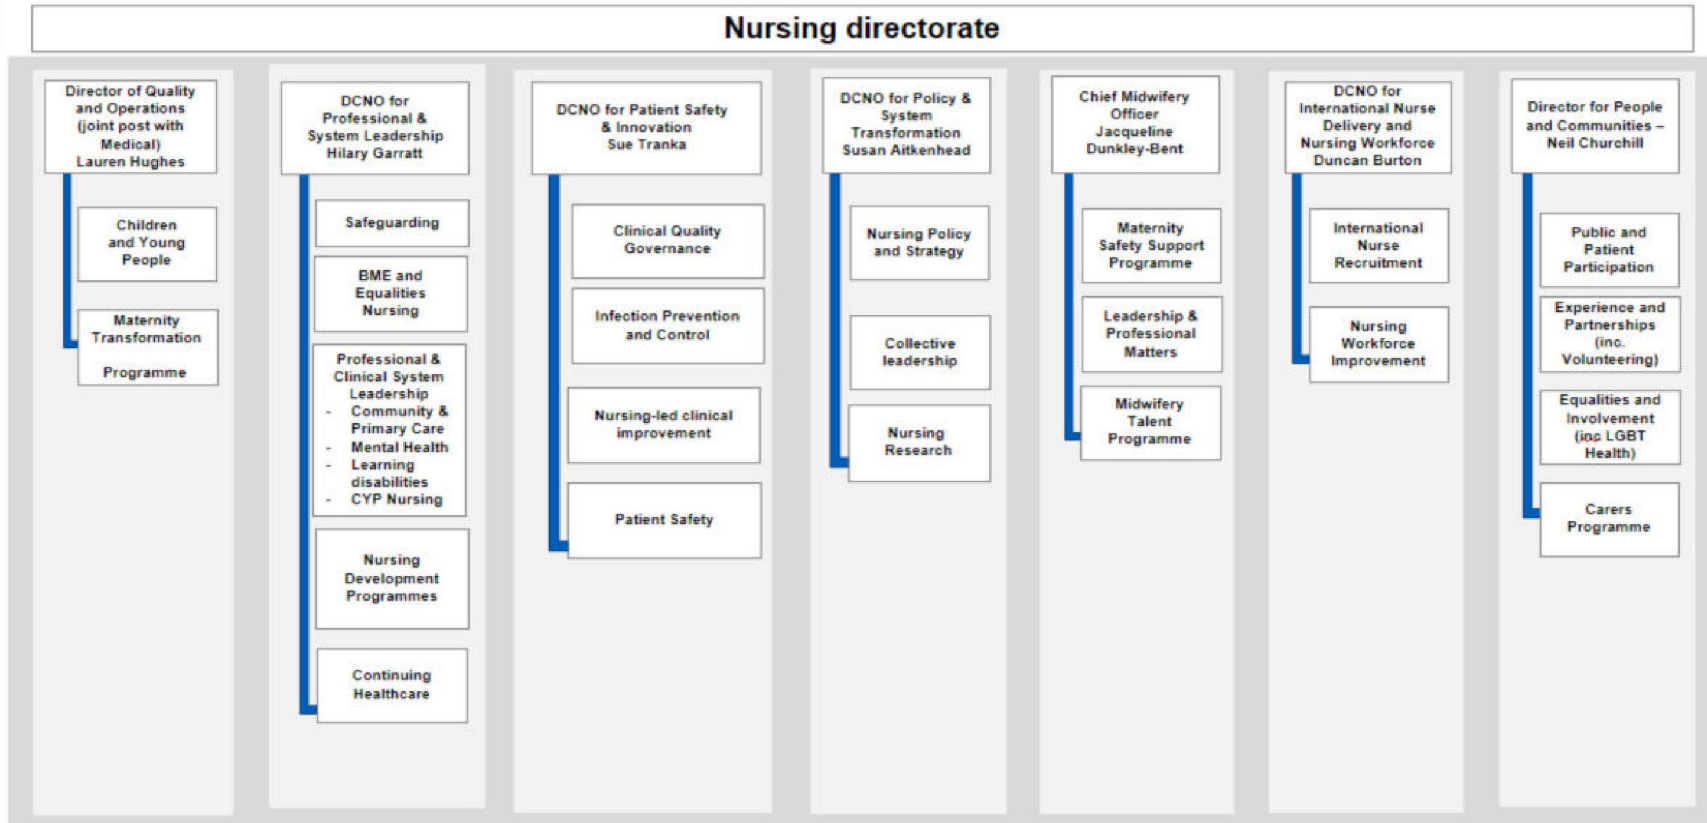 Nursing directorate
Director of Quality
and Operations
(joint post with
Medical)
Lauren Hughes
Children
and Young
People
Maternity
Transformation
Programme
DCNO for
Professional &
System Leadership
Hilary Garratt
Safeguarding
BME and
Equalities
Nursing
Professional &
Clinical System
Leadership
- Community &
Primary Care
- Mental Health
- Learning
disabilities
- CYP Nursing
Nursing
Development
Programmes
Continuing
Healthcare
DCNO for Patient Safety
& Innovation
Sue Tranka
Clinical Quality
Governance
Infection Prevention
and Control
Nursing-led clinical
improvement
Patient Safety
DCNO for Policy &
System
Transformation
Susan Aitkenhead
Nursing Policy
and Strategy
Collective
leadership
Nursing
Research
Chief Midwifery
Officer
Jacqueline
Dunkley-Bent
Maternity
Safety Support
Programme
Leadership &
Professional
Matters
Midwifery
Talent
Programme
DCNO for
International Nurse
Delivery and
Nursing Workforce
Duncan Burton
International
Nurse
Recruitment
Nursing
Workforce
Improvement
Director for People
and Communities –
Neil Churchill
Public and
Patient
Participation
Experience and
Partnerships
(inc.
Volunteering)
Equalities and
Involvement
(inc LGBT
Health)
Carers
Programme